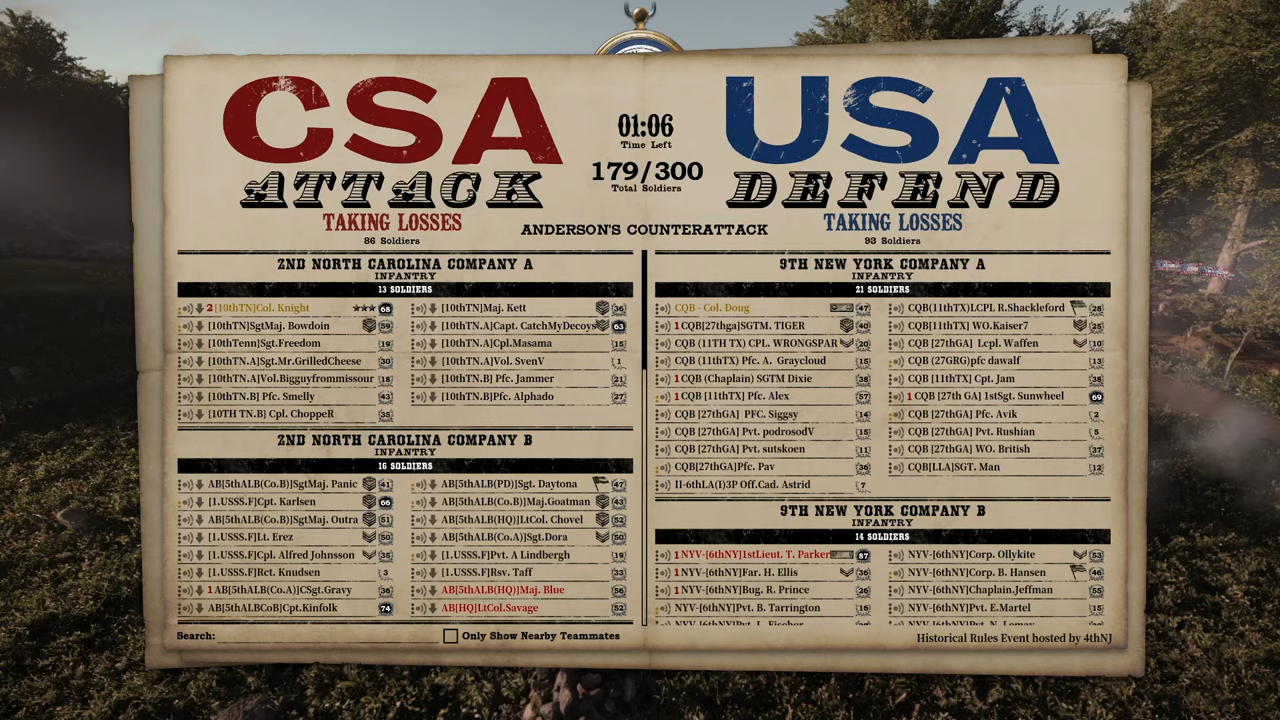 CSA
ATTACK
TAKING LOSSES
86 Soldiers
01:06
Time Left
179/300
Total Soldiers
ANDERSON'S COUNTERATTACK
USA
DEFEND
TAKING LOSSES
93 Soldiers
2ND NORTH CAROLINA COMPANY A
INFANTRY
13 SOLDIERS
2 [10thTN]Col. Knight 68
[10thTN]Maj. Kett 36
[10thTN]SgtMaj. Bowdoin 59
[10thTN.A]Capt. CatchMyDecoys 63
[10thTenn]Sgt.Freedom 19
[10thTN.A]Cpl.Masama 15
[10thTN.A]Sgt.Mr.GrilledCheese 30
[10thTN.A]Vol. SvenV 1
[10thTN.A]Vol.Bigguyfrommissour 18
[10thTN.B] Pfc. Jammer 21
[10thTN.B] Pfc. Smelly 43
[10thTN.B]Pfc. Alphado 27
[10TH TN.B] Cpl. ChoppeR 35
2ND NORTH CAROLINA COMPANY B
INFANTRY
16 SOLDIERS
AB[5thALB(Co.B)]SgtMaj. Panic 41
AB[5thALB(PD)]Sgt. Daytona 47
[1.USSS.F]Cpt. Karlsen 66
AB[5thALB(Co.B)]Maj.Goatman 43
AB[5thALB(Co.B)]SgtMaj. Outra 51
AB[5thALB(HQ)]LtCol. Chovel 52
[1.USSS.F]Lt. Erez 50
AB[5thALB(Co.A)]Sgt.Dora 50
[1.USSS.F]Cpl. Alfred Johnsson 35
[1.USSS.F]Pvt. A Lindbergh 19
[1.USSS.F]Rct. Knudsen 3
[1.USSS.F]Rsv. Taff 33
1 AB[5thALB(Co.A)]CSgt.Gravy 36
AB[5thALB(HQ)]Maj. Blue 56
AB[5thALBCoB]Cpt.Kinfolk 74
AB[HQ]LtCol.Savage 52
Search:
Only Show Nearby Teammates
9TH NEW YORK COMPANY A
INFANTRY
21 SOLDIERS
CQB - Col. Doug 47
CQB(11thTX)LCPL R.Shackleford 28
1 CQB[27thga]SGTM. TIGER 40
CQB[11thTX] WO.Kaiser7 25
CQB (11TH TX) CPL. WRONGSPAR 20
CQB[27thGA] Lcpl. Waffen 10
CQB (11thTX) Pfc. A. Graycloud 15
CQB (27GRG)pfc dawalf 13
1 CQB (Chaplain) SGTM Dixie 38
CQB [11thTX] Cpt. Jam 38
1 CQB [11thTX] Pfc. Alex 57
1 CQB [27th GA] 1stSgt. Sunwheel 69
CQB [27thGA] PFC. Siggsy 14
CQB [27thGA] Pfc. Avik 2
CQB [27thGA] Pvt. podrosodV 15
CQB [27thGA] Pvt. Rushian 5
CQB [27thGA] Pvt. sutskoen 11
CQB [27thGA] WO. British 37
CQB[27thGA]Pfc. Pav 36
CQB[LLA]SGT. Man 12
II-6thLA(I)3P Off.Cad. Astrid 7
9TH NEW YORK COMPANY B
INFANTRY
14 SOLDIERS
1 NYV-[6thNY]1stLieut. T. Parker 87
NYV-[6thNY]Corp. Ollykite 53
1 NYV-[6thNY]Far. H. Ellis 36
NYV-[6thNY]Corp. B. Hansen 46
1 NYV-[6thNY]Bug. R. Prince 26
NYV-[6thNY]Chaplain.Jeffman 55
NYV-[6thNY]Pvt. B. Tarrington 16
NYV-[6thNY]Pvt. E.Martel 15
Historical Rules Event hosted by 4thNJ